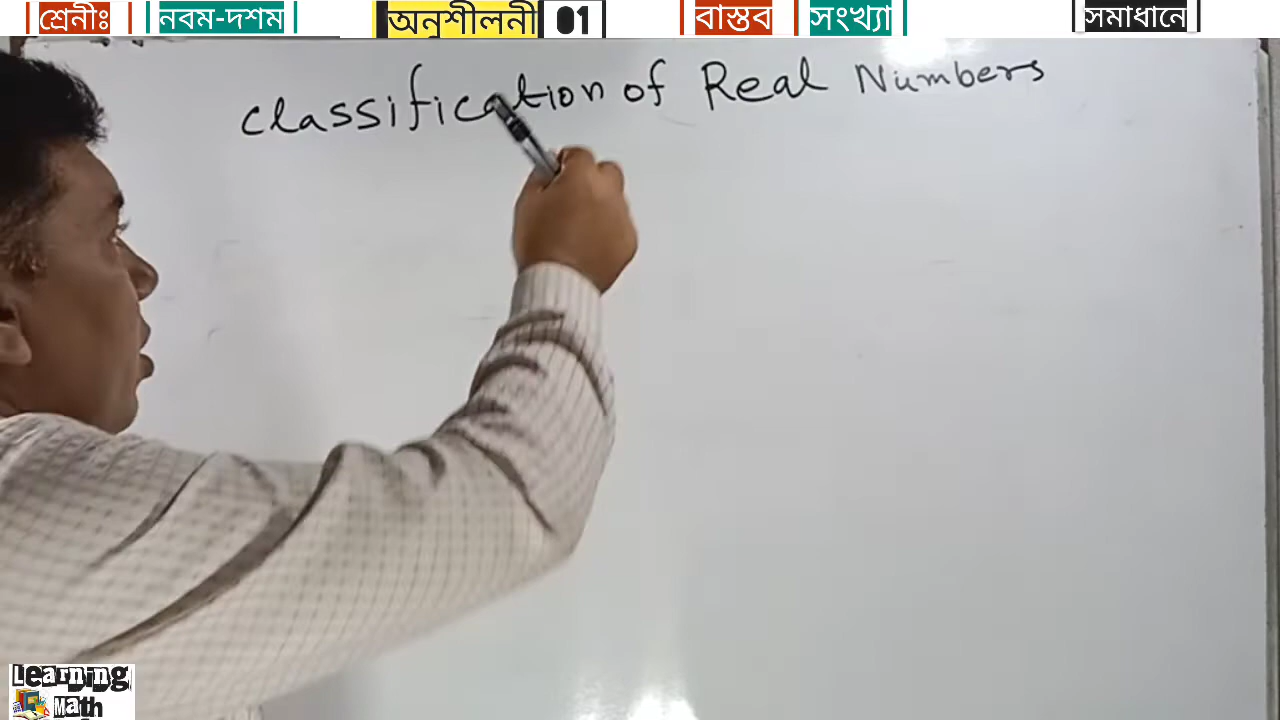 শ্রেনীঃ নবম-দশম অনুশীলনী 01 বাস্তব সংখ্যা সমাধানে
classification of Real Numbers
Learning
Math